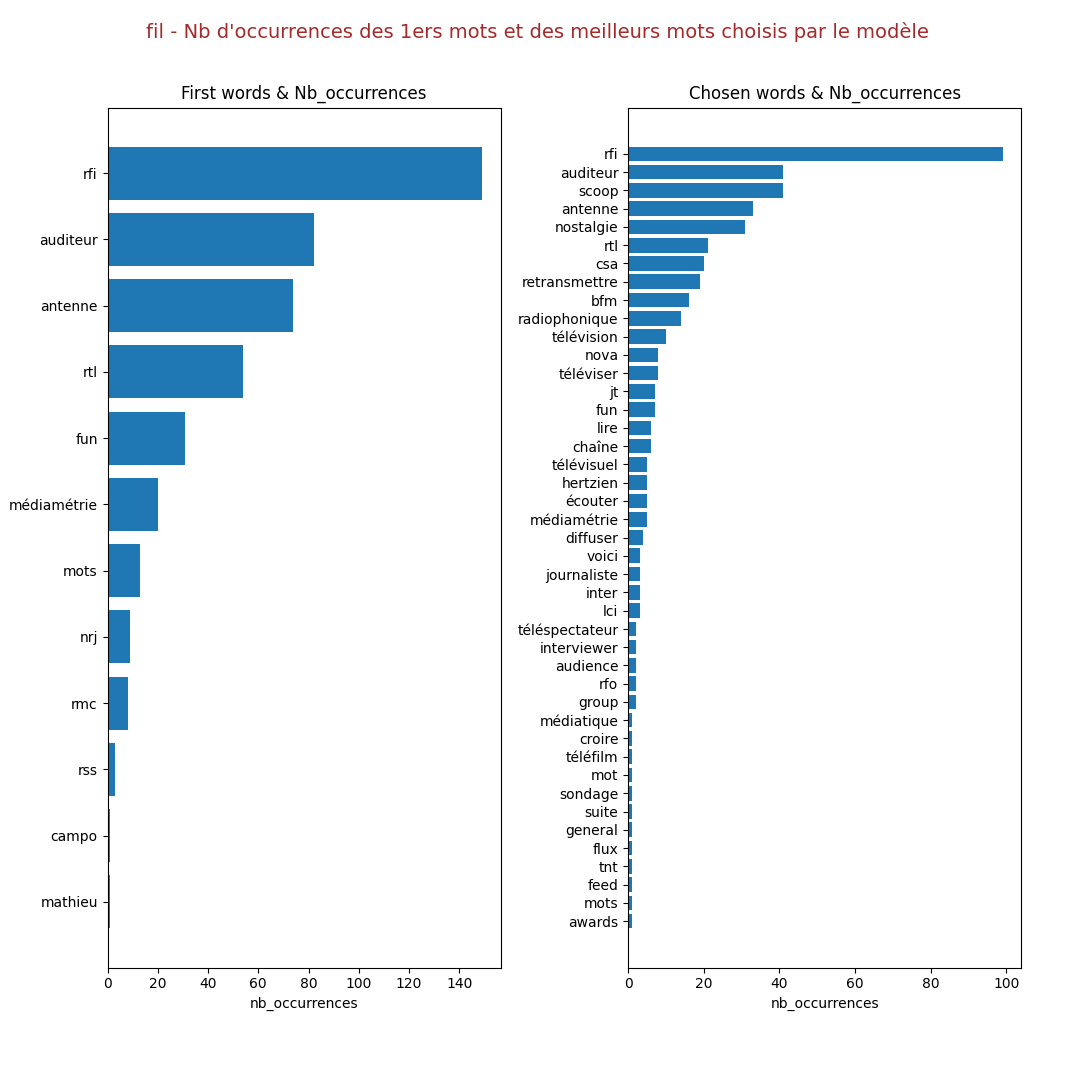 fil - Nb d'occurrences des 1ers mots et des meilleurs mots choisis par le modèle
First words & Nb_occurrences
rfi
auditeur
antenne
rtl
fun
médiamétrie
mots
nrj
rmc
rss
campo
mathieu
0 20 40 60 80 100 120 140
nb_occurrences
Chosen words & Nb_occurrences
rfi
auditeur
scoop
antenne
nostalgie
rtl
csa
retransmettre
bfm
radiophonique
télévision
nova
téléviser
jt
fun
lire
chaîne
télévisuel
hertzien
écouter
médiamétrie
diffuser
voici
journaliste
inter
lci
téléspectateur
interviewer
audience
rfo
group
médiatique
croire
téléfilm
mot
sondage
suite
general
flux
tnt
feed
mots
awards
0 20 40 60 80 100
nb_occurrences